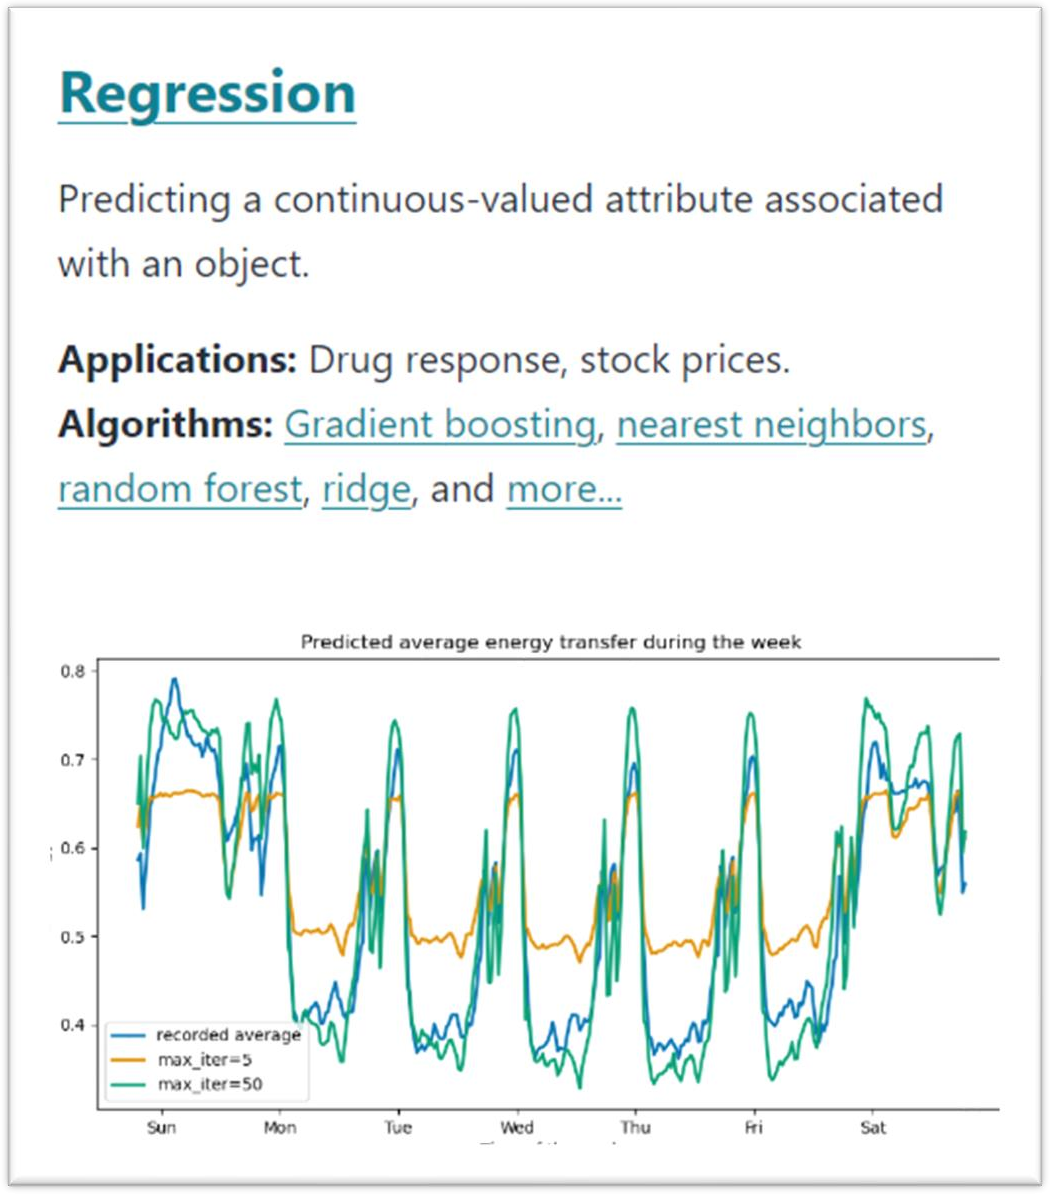 Regression
Predicting a continuous-valued attribute associated
with an object.
Applications: Drug response, stock prices.
Algorithms: Gradient boosting, nearest neighbors,
random forest, ridge, and more...
Predicted average energy transfer during the week
0.8
0.7
0.6
0.5
0.4
recorded average
max_iter=5
max_iter=50
Sun Mon Tue Wed Thu Fri Sat